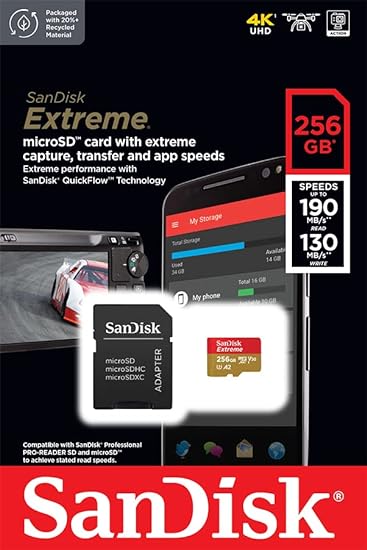 Packaged
with 20%+
Recycled
Material
4K
UHD
ACTION
SanDisk
Extreme®
microSD™ card with extreme
capture, transfer and app speeds
Extreme performance with
SanDisk® QuickFlow™ Technology
256
GB*
SPEEDS
UP TO
190
MB/s**
READ
130
MB/s**
WRITE
My Storage
Total Storage
Used
34 GB
14 GB
My phone
Total 16 GB
SanDisk
microSD
microSDHC
microSDXC
ADAPTER
SanDisk
Extreme
256GB
V30
A2
Compatible with SanDisk® Professional
PRO-READER SD and microSD™
to achieve stated read speeds.
SanDisk®